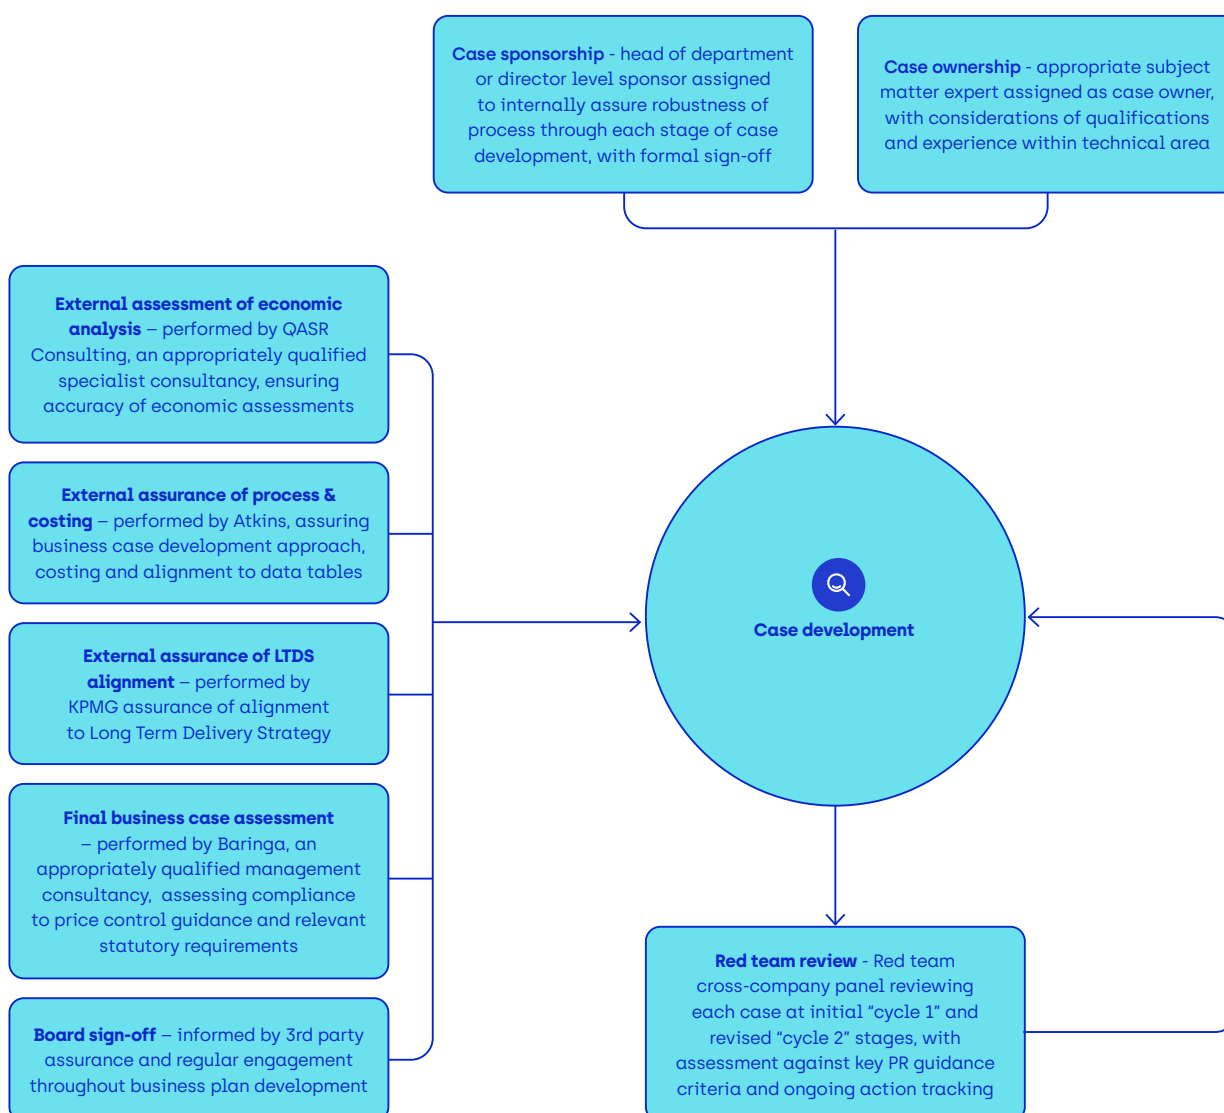 Case sponsorship - head of department
or director level sponsor assigned
to internally assure robustness of
process through each stage of case
development, with formal sign-off
Case ownership - appropriate subject
matter expert assigned as case owner,
with considerations of qualifications
and experience within technical area
External assessment of economic
analysis – performed by QASR
Consulting, an appropriately qualified
specialist consultancy, ensuring
accuracy of economic assessments
External assurance of process &
costing – performed by Atkins, assuring
business case development approach,
costing and alignment to data tables
External assurance of LTDS
alignment – performed by
KPMG assurance of alignment
to Long Term Delivery Strategy
Final business case assessment
– performed by Baringa, an
appropriately qualified management
consultancy, assessing compliance
to price control guidance and relevant
statutory requirements
Board sign-off – informed by 3rd party
assurance and regular engagement
throughout business plan development
Case development
Red team review - Red team
cross-company panel reviewing
each case at initial “cycle 1” and
revised “cycle 2” stages, with
assessment against key PR guidance
criteria and ongoing action tracking